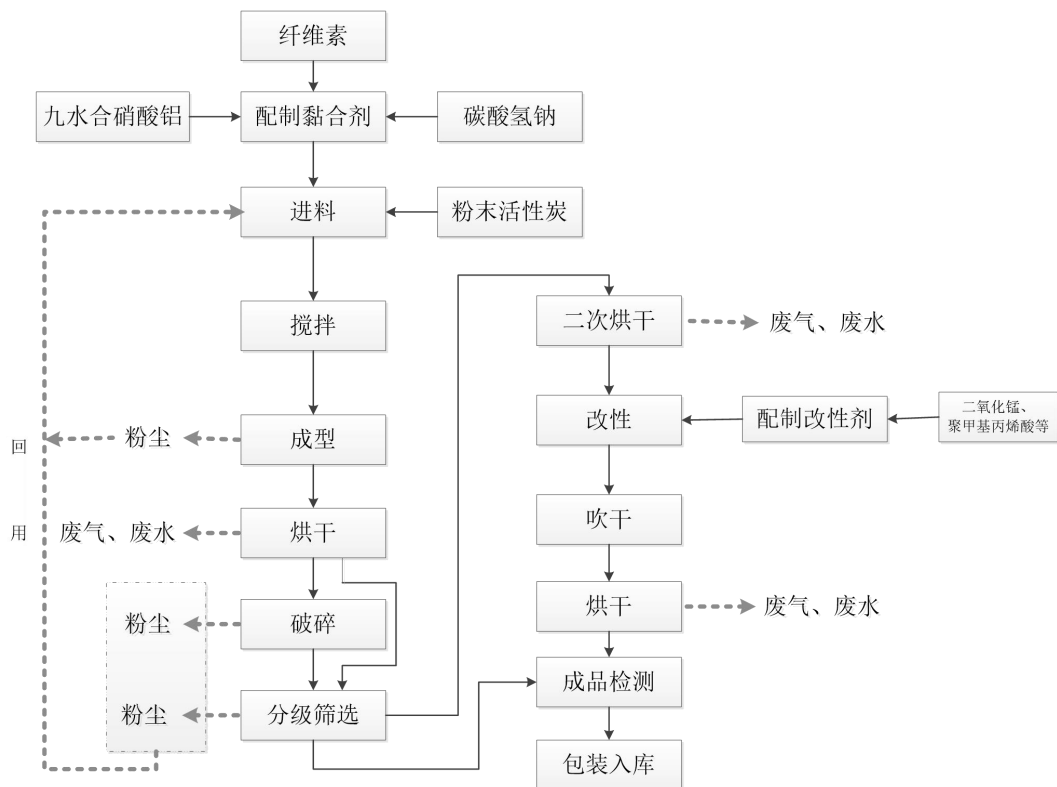 纤维素
九水合硝酸铝
配制黏合剂
碳酸氢钠
进料
粉末活性炭
搅拌
二次烘干
废气、废水
改性
配制改性剂
二氧化锰、
聚甲基丙烯酸等
回
用
粉尘
成型
废气、废水
烘干
吹干
粉尘
破碎
烘干
废气、废水
粉尘
分级筛选
成品检测
包装入库